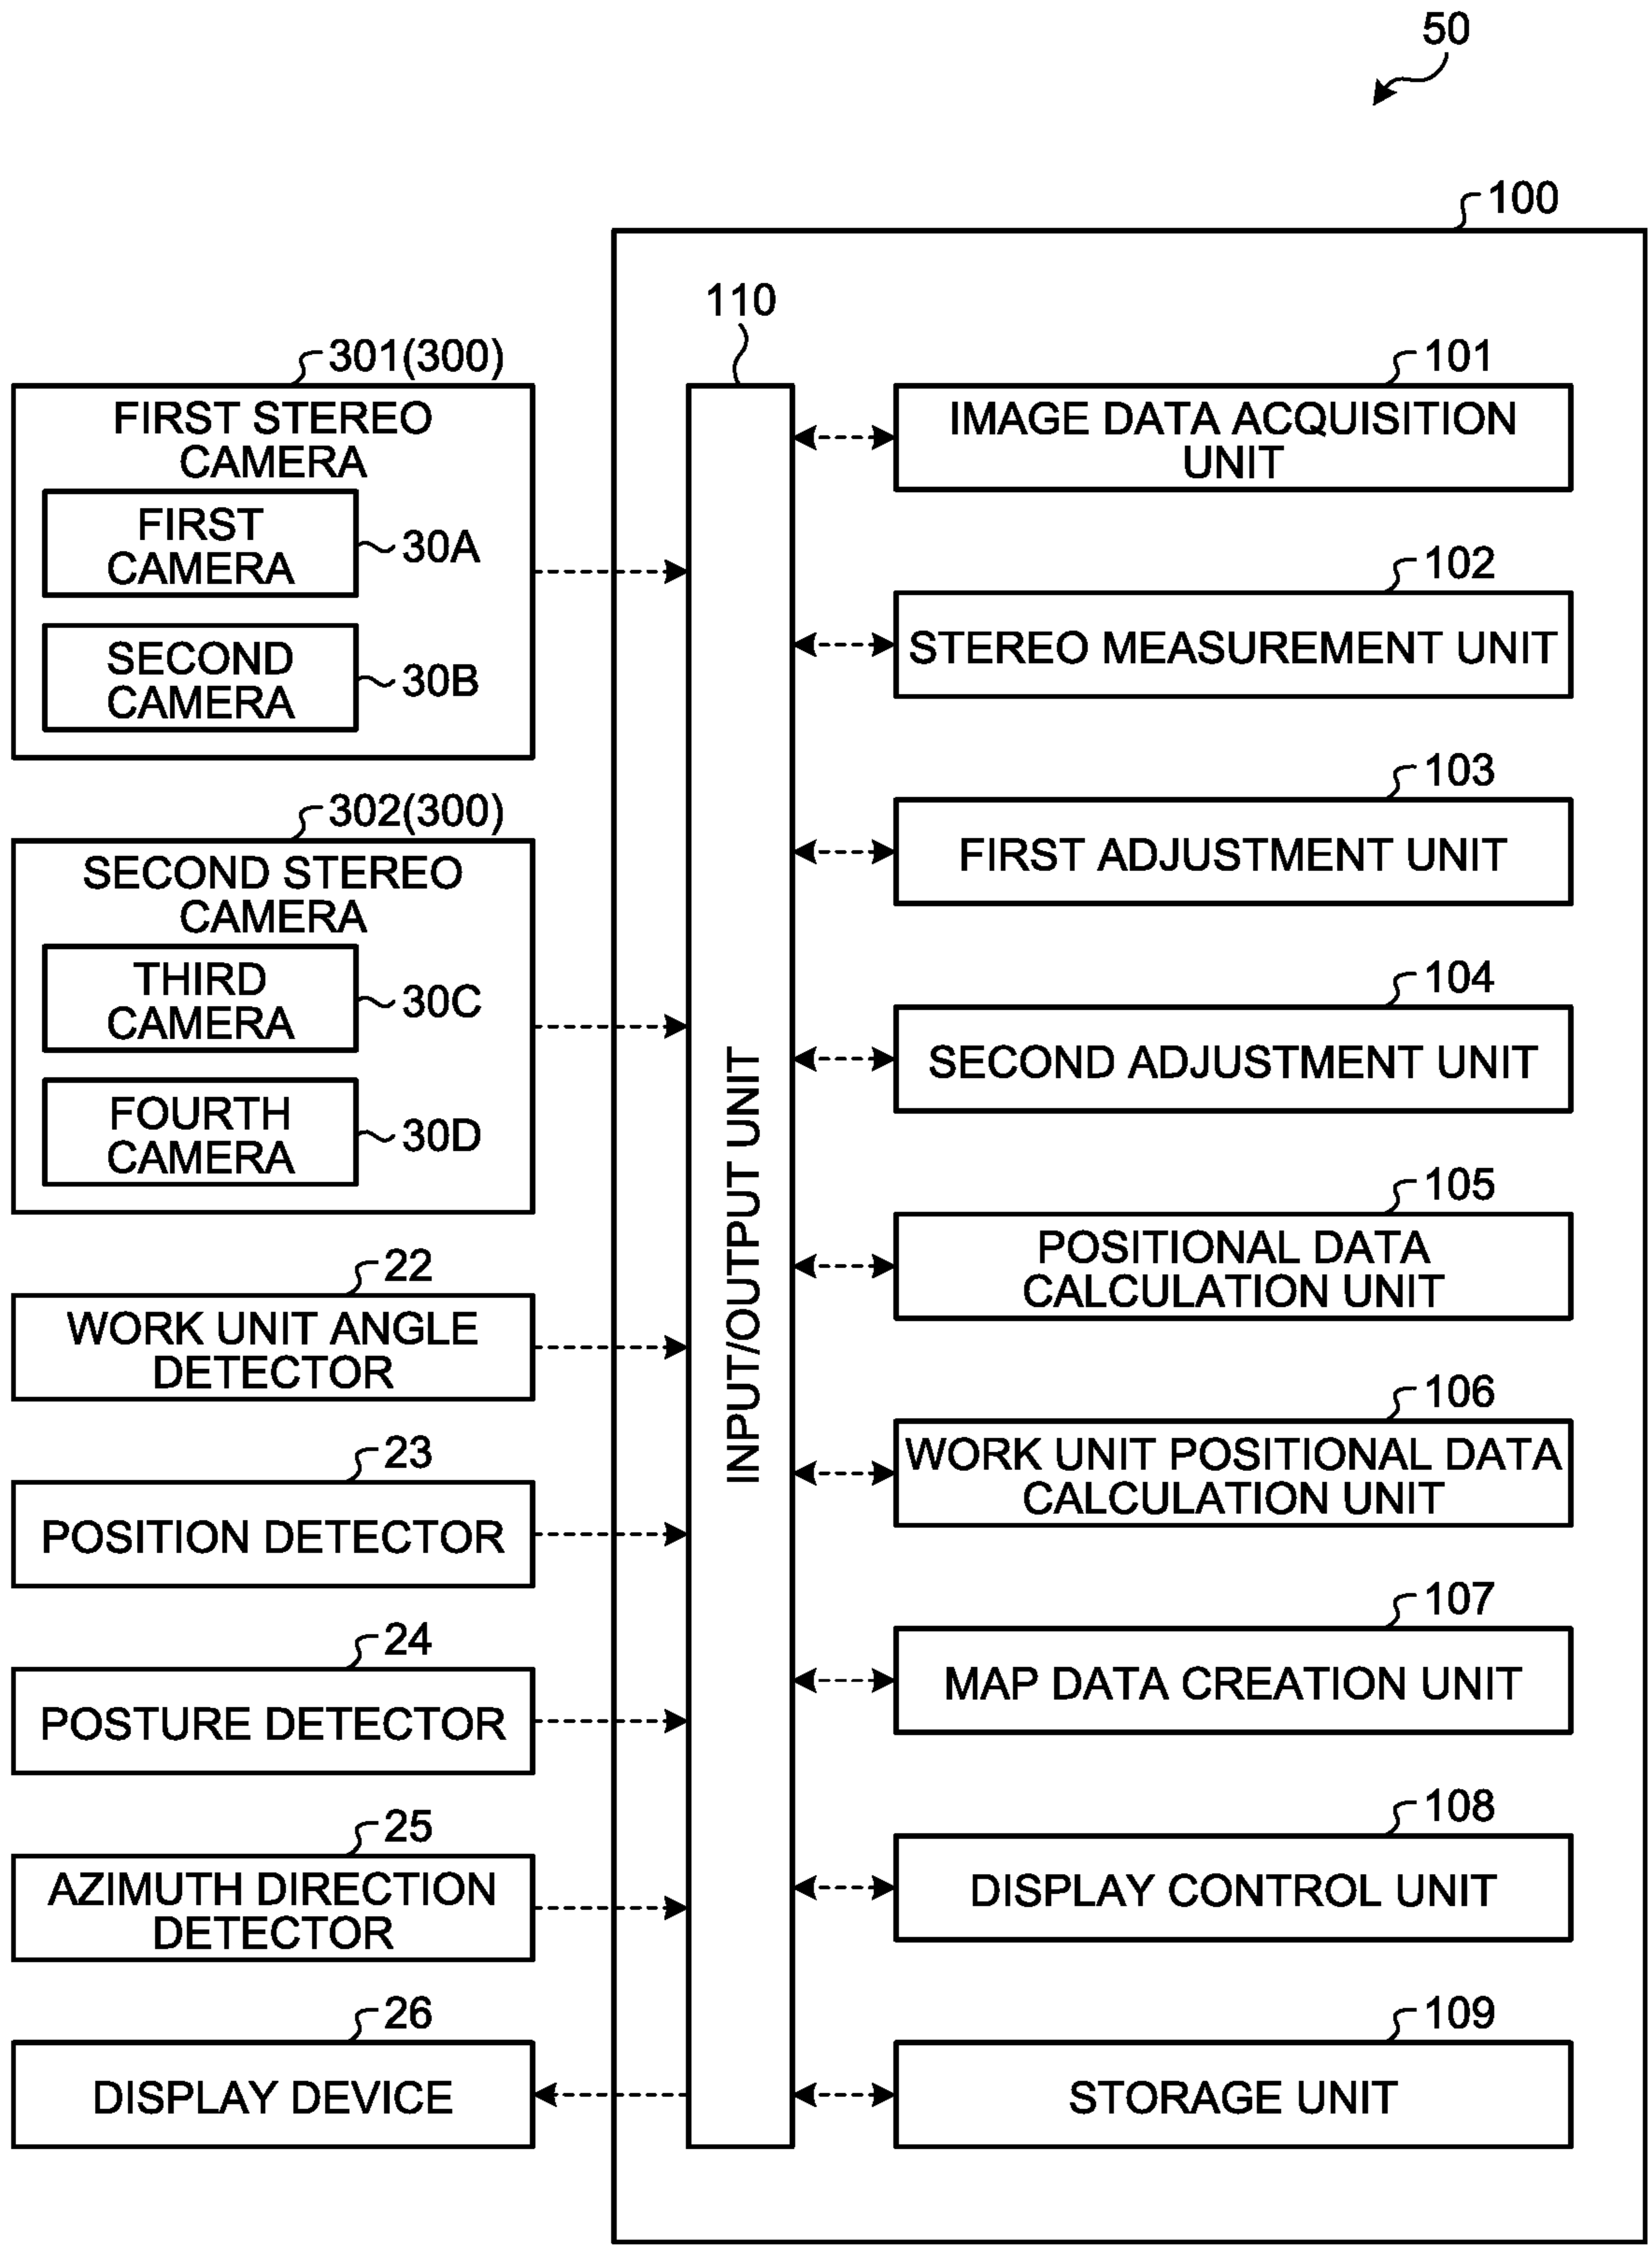 50
100
110
301(300)
FIRST STEREO
CAMERA
FIRST
CAMERA
30A
SECOND
CAMERA
30B
302(300)
SECOND STEREO
CAMERA
THIRD
CAMERA
30C
FOURTH
CAMERA
30D
22
WORK UNIT ANGLE
DETECTOR
23
POSITION DETECTOR
24
POSTURE DETECTOR
25
AZIMUTH DIRECTION
DETECTOR
26
DISPLAY DEVICE
INPUT/OUTPUT UNIT
101
IMAGE DATA ACQUISITION
UNIT
102
STEREO MEASUREMENT UNIT
103
FIRST ADJUSTMENT UNIT
104
SECOND ADJUSTMENT UNIT
105
POSITIONAL DATA
CALCULATION UNIT
106
WORK UNIT POSITIONAL DATA
CALCULATION UNIT
107
MAP DATA CREATION UNIT
108
DISPLAY CONTROL UNIT
109
STORAGE UNIT